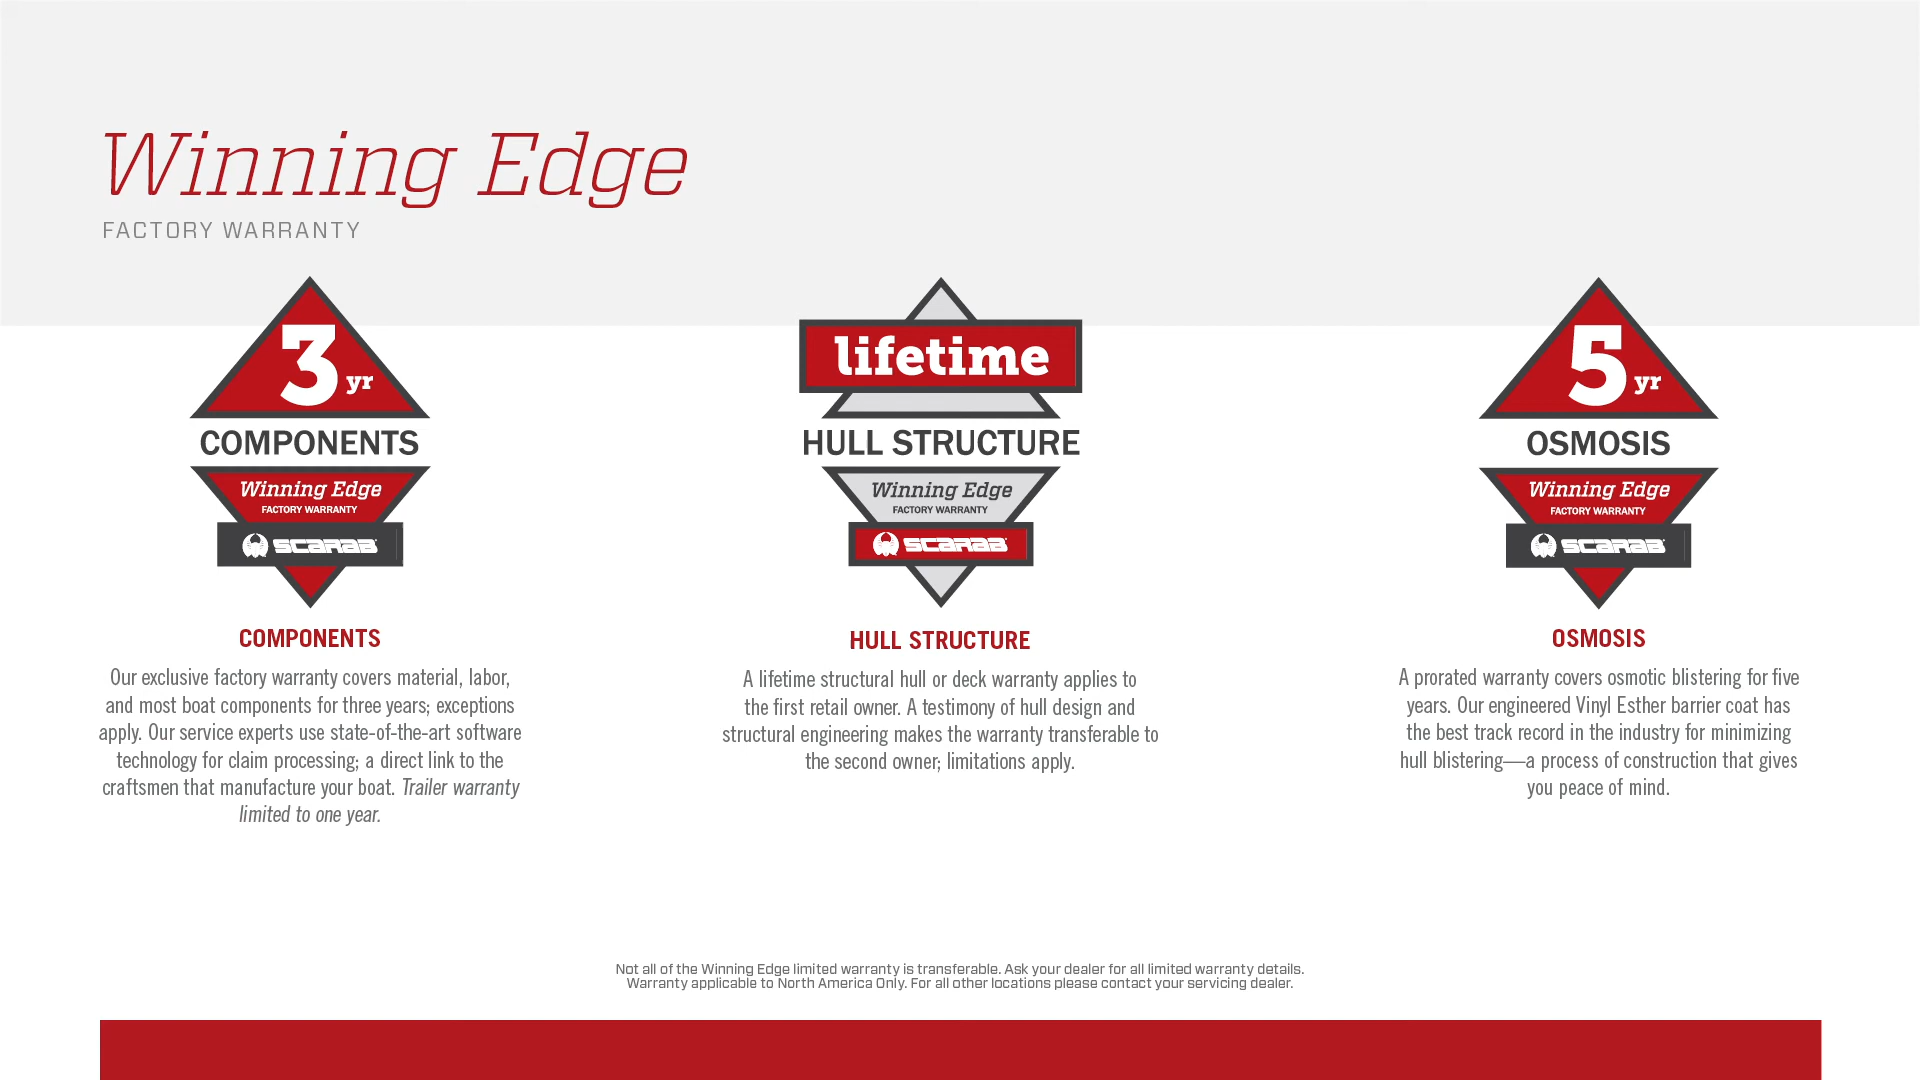 Winning Edge
FACTORY WARRANTY
3 yr
COMPONENTS
Winning Edge
FACTORY WARRANTY
SCARAB
COMPONENTS
Our exclusive factory warranty covers material, labor,
and most boat components for three years; exceptions
apply. Our service experts use state-of-the-art software
technology for claim processing; a direct link to the
craftsmen that manufacture your boat. Trailer warranty
limited to one year.
lifetime
HULL STRUCTURE
Winning Edge
FACTORY WARRANTY
SCARAB
HULL STRUCTURE
A lifetime structural hull or deck warranty applies to
the first retail owner. A testimony of hull design and
structural engineering makes the warranty transferable to
the second owner; limitations apply.
5 yr
OSMOSIS
Winning Edge
FACTORY WARRANTY
SCARAB
OSMOSIS
A prorated warranty covers osmotic blistering for five
years. Our engineered Vinyl Esther barrier coat has
the best track record in the industry for minimizing
hull blistering—a process of construction that gives
you peace of mind.
Not all of the Winning Edge limited warranty is transferable. Ask your dealer for all limited warranty details.
Warranty applicable to North America Only. For all other locations please contact your servicing dealer.